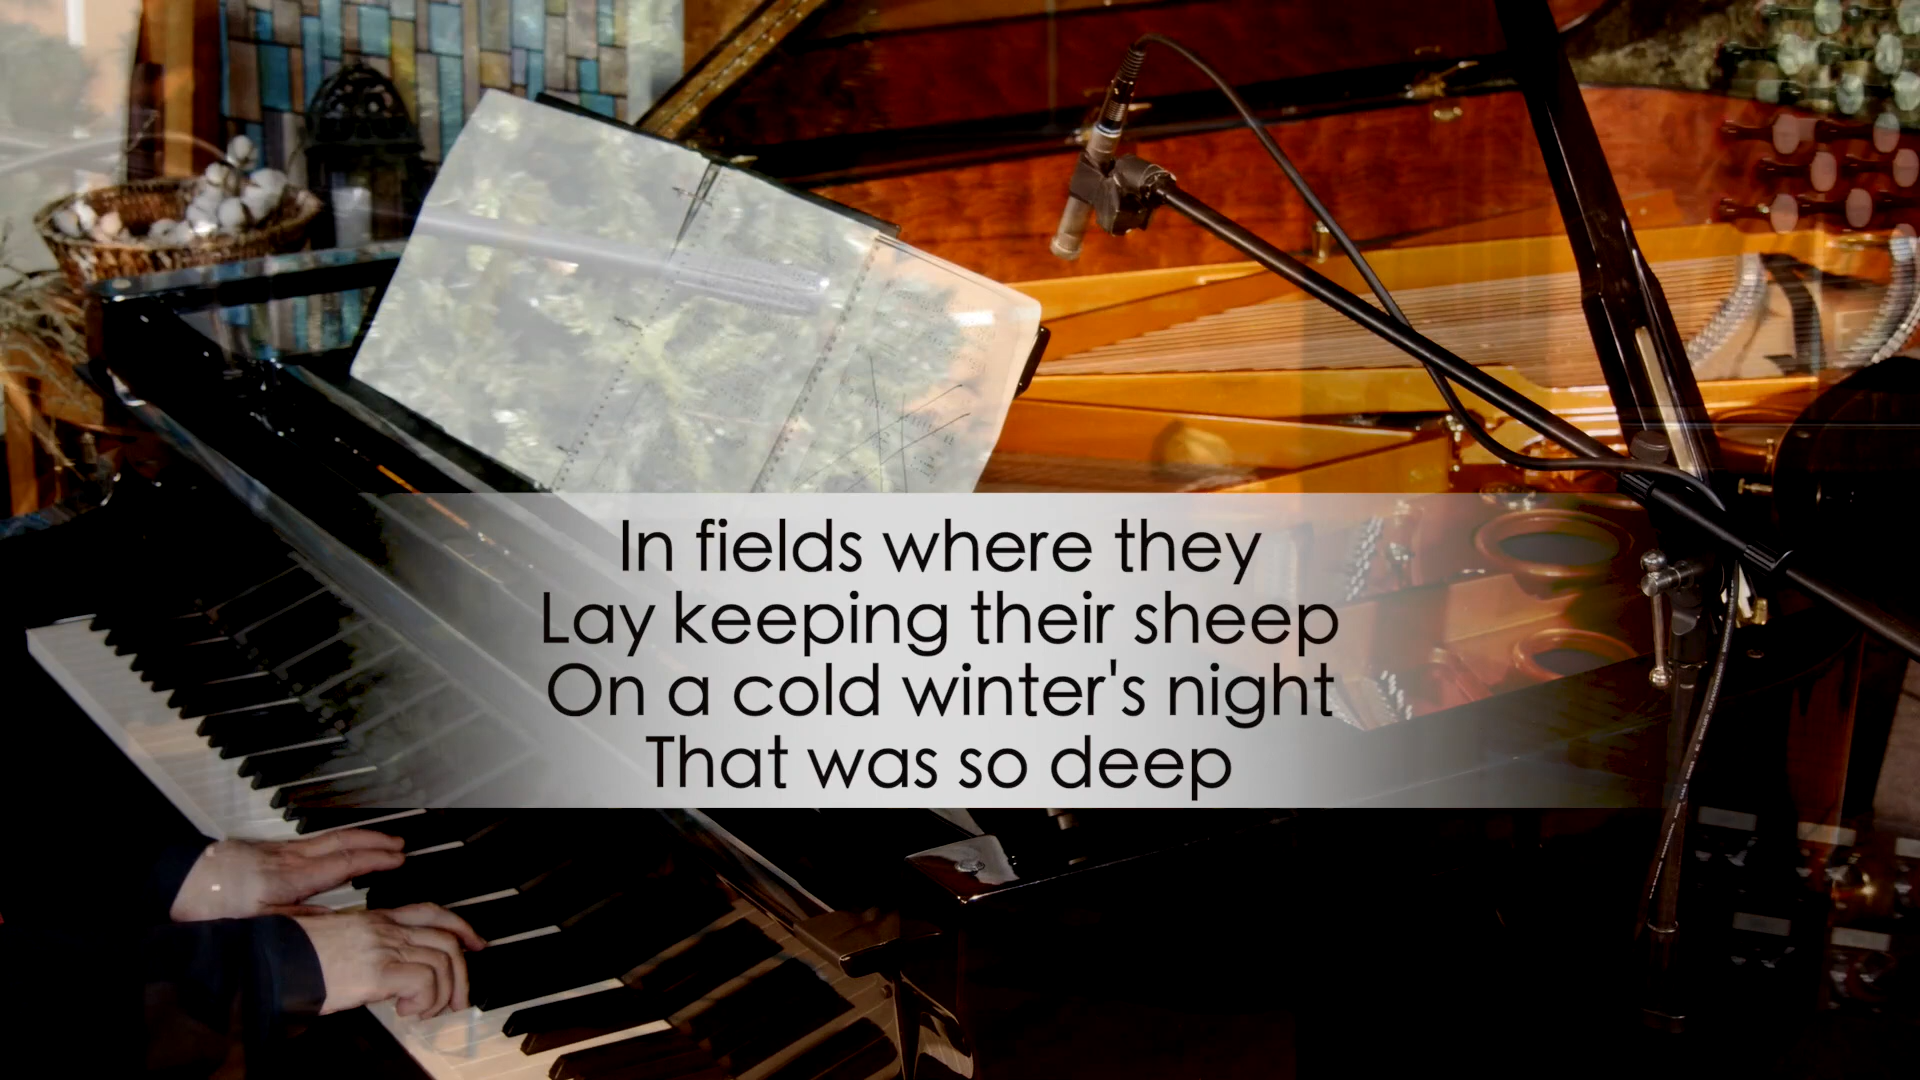 In fields where they
Lay keeping their sheep
On a cold winter's night
That was so deep